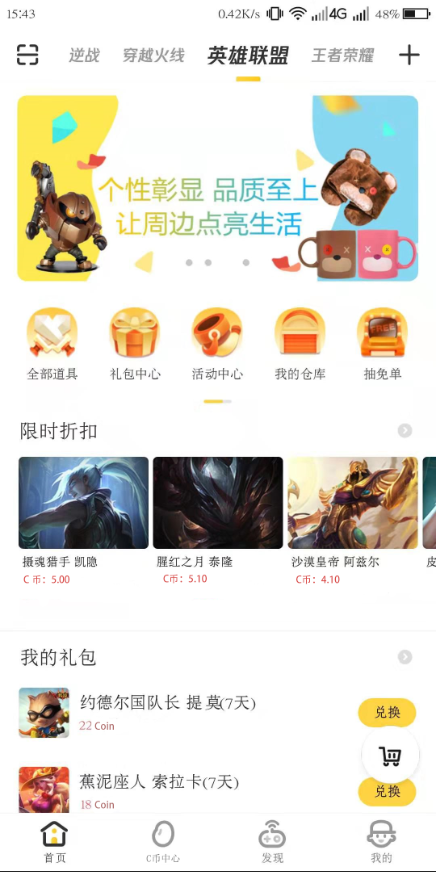 15:43 0.42K/s 4G 48%
逆战 穿越火线 英雄联盟 王者荣耀
个性彰显 品质至上
让周边点亮生活
全部道具 礼包中心 活动中心 我的仓库 抽免单
限时折扣
摄魂猎手 凯隐 腥红之月 泰隆 沙漠皇帝 阿兹尔 皮
C 币：5.00 C币：5.10 C币：4.10
我的礼包
约德尔国队长 提莫(7天)
22 Coin
兑换
蕉泥座人 索拉卡(7天)
18 Coin
兑换
首页 C币中心 发现 我的